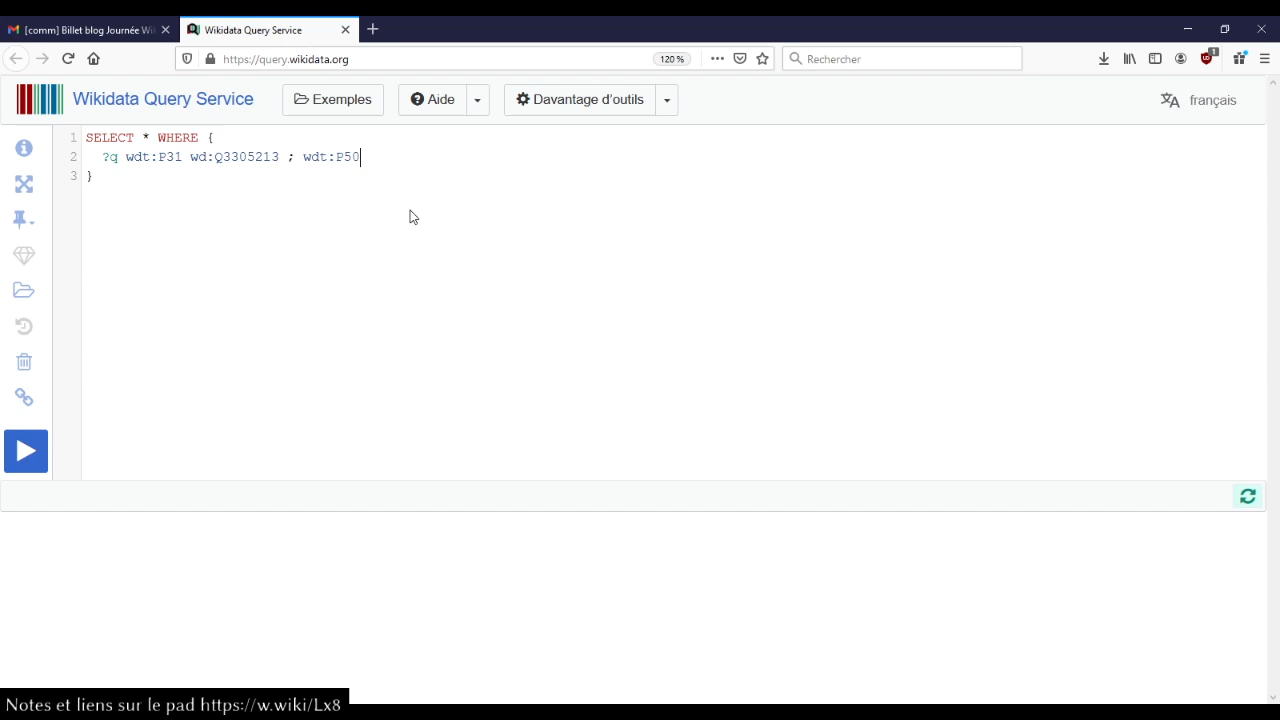 [comm] Billet blog Journée Wi
Wikidata Query Service
https://query.wikidata.org
120 %
Rechercher
1
Wikidata Query Service
Exemples
Aide
Davantage d'outils
français
1 SELECT * WHERE {
2 ?q wdt:P31 wd:Q3305213 ; wdt:P50
3 }
Notes et liens sur le pad https://w.wiki/Lx8